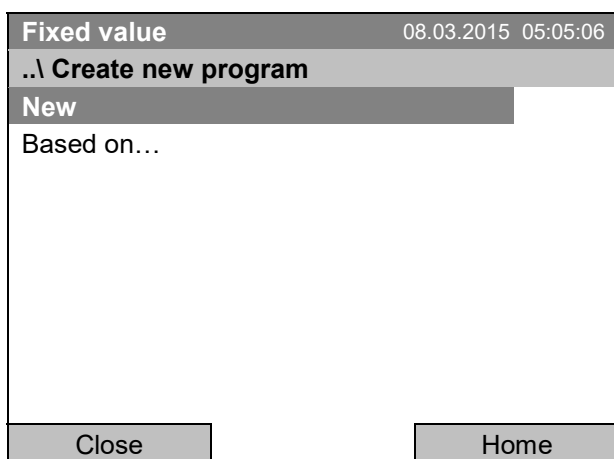 Fixed value 08.03.2015 05:05:06
..\ Create new program
New
Based on…
Close Home